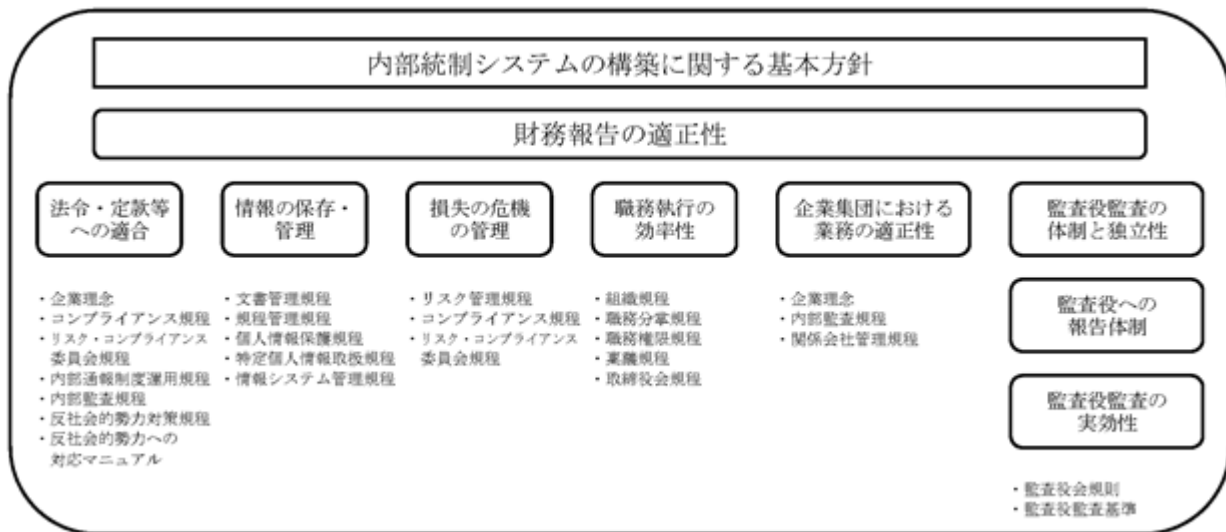 内部統制システムの構築に関する基本方針
財務報告の適正性
法令・定款等
への適合
・企業理念
・コンプライアンス規程
・リスク・コンプライアンス
委員会規程
・内部通報制度運用規程
・内部監査規程
・反社会的勢力対策規程
・反社会的勢力への
対応マニュアル
情報の保存・
管理
・文書管理規程
・規程管理規程
・個人情報保護規程
・特定個人情報取扱規程
・情報システム管理規程
損失の危機
の管理
・リスク管理規程
・コンプライアンス規程
・リスク・コンプライアンス
委員会規程
職務執行の
効率性
・組織規程
・職務分掌規程
・職務権限規程
・稟議規程
・取締役会規程
企業集団における
業務の適正性
・企業理念
・内部監査規程
・関係会社管理規程
監査役監査の
体制と独立性
監査役への
報告体制
監査役監査の
実効性
・監査役会規則
・監査役監査基準